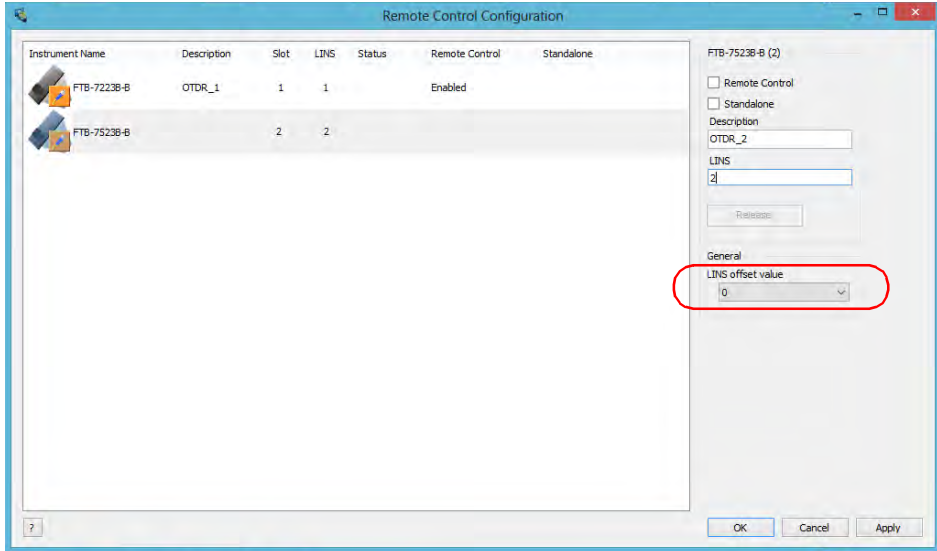 Remote Control Configuration
Instrument Name Description Slot LINS Status Remote Control Standalone
FTB-7223B-B OTDR_1 1 1 Enabled
FTB-7523B-B 2 2
FTB-7523B-B (2)
Remote Control
Standalone
Description
OTDR_2
LINS
2
Release
General
LINS offset value
0
? OK Cancel Apply